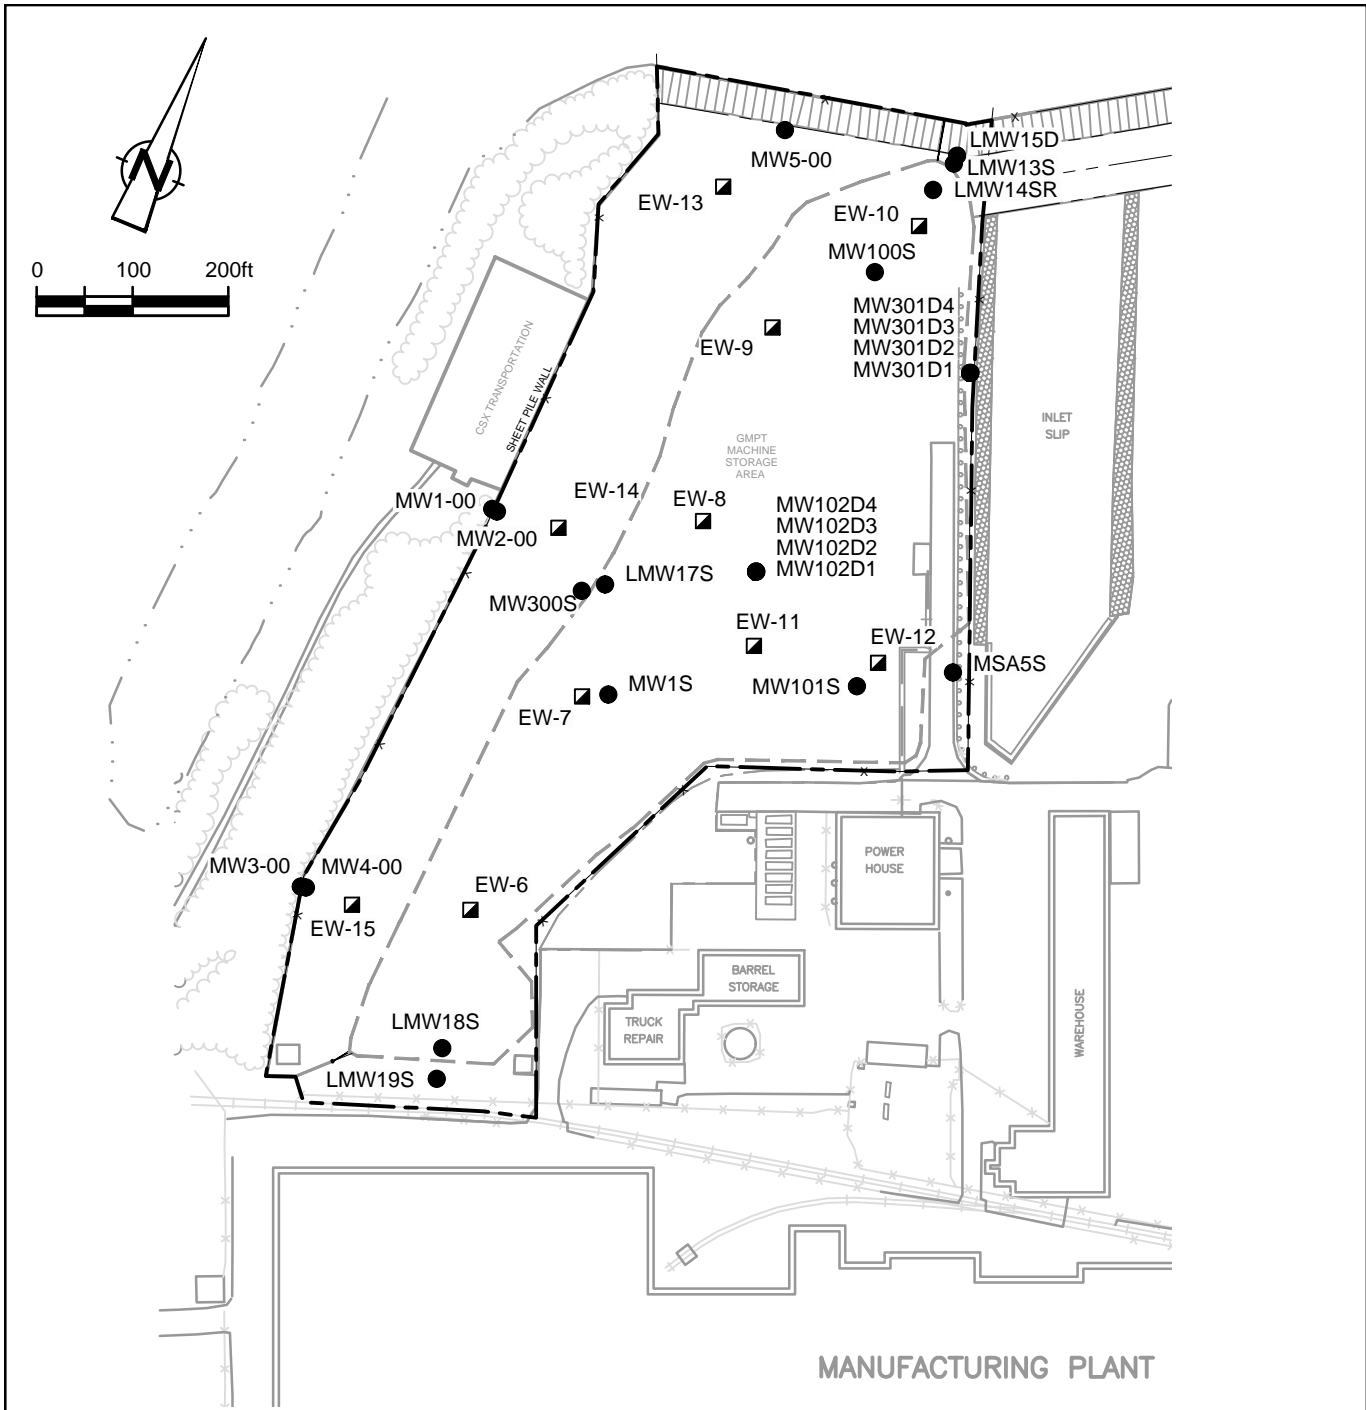 N
0 100 200ft
LMW15D
MW5-00
LMW13S
LMW14SR
EW-13
EW-10
MW100S
MW301D4
MW301D3
MW301D2
MW301D1
EW-9
CSX TRANSPORTATION
SHEET PILE WALL
INLET
SLIP
GMPT
MACHINE
STORAGE
AREA
MW1-00
EW-14
EW-8
MW2-00
MW102D4
MW102D3
MW102D2
MW102D1
LMW17S
MW300S
EW-11
EW-12
MSA5S
MW1S
MW101S
EW-7
MW3-00
MW4-00
EW-6
EW-15
POWER
HOUSE
BARREL
STORAGE
TRUCK
REPAIR
WAREHOUSE
LMW18S
LMW19S
MANUFACTURING PLANT